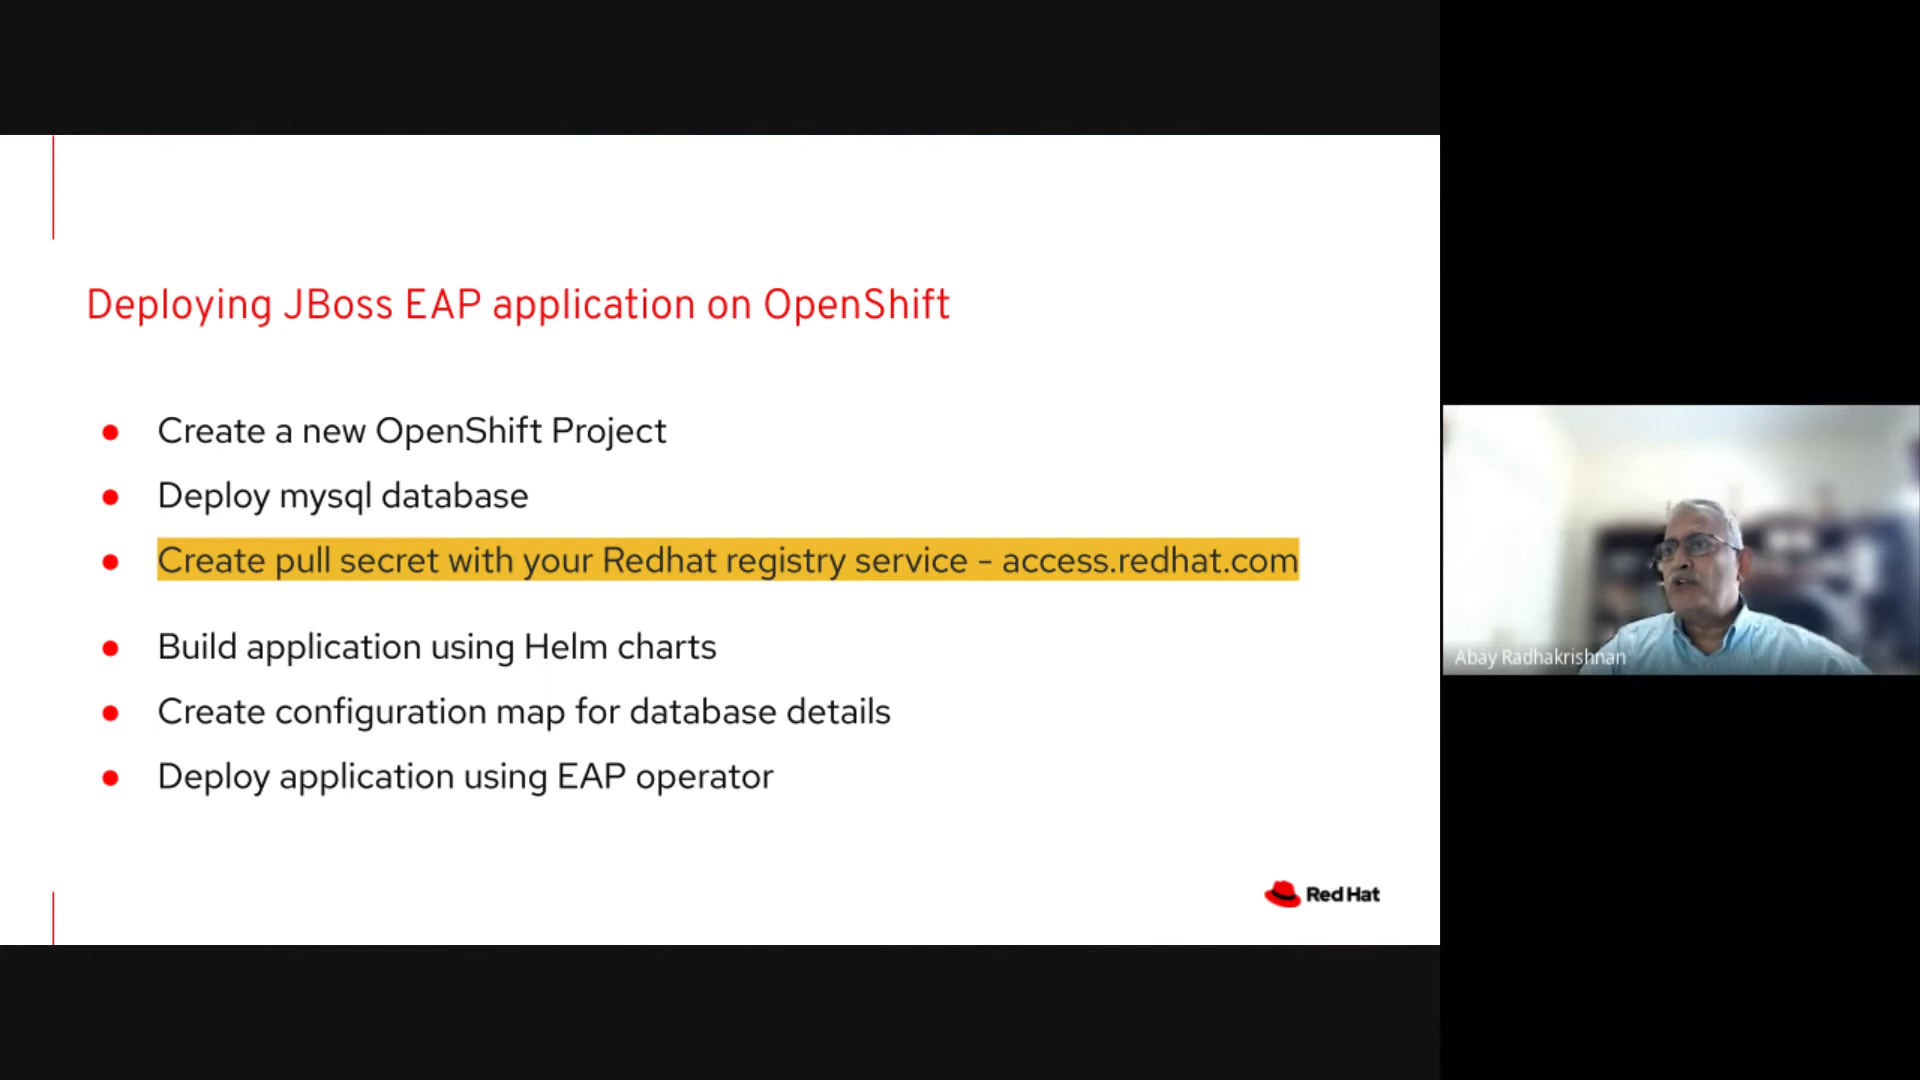 Deploying JBoss EAP application on OpenShift
Create a new OpenShift Project
Deploy mysql database
Create pull secret with your Redhat registry service - access.redhat.com
Build application using Helm charts
Create configuration map for database details
Deploy application using EAP operator
Red Hat
Abay Radhakrishnan